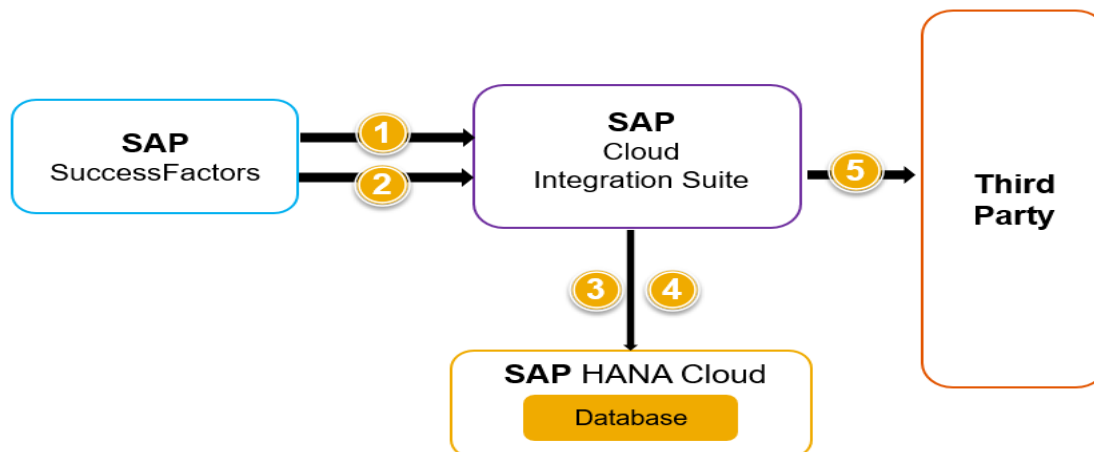 SAP
SuccessFactors
1
2
SAP
Cloud
Integration Suite
5
Third
Party
3
4
SAP HANA Cloud
Database